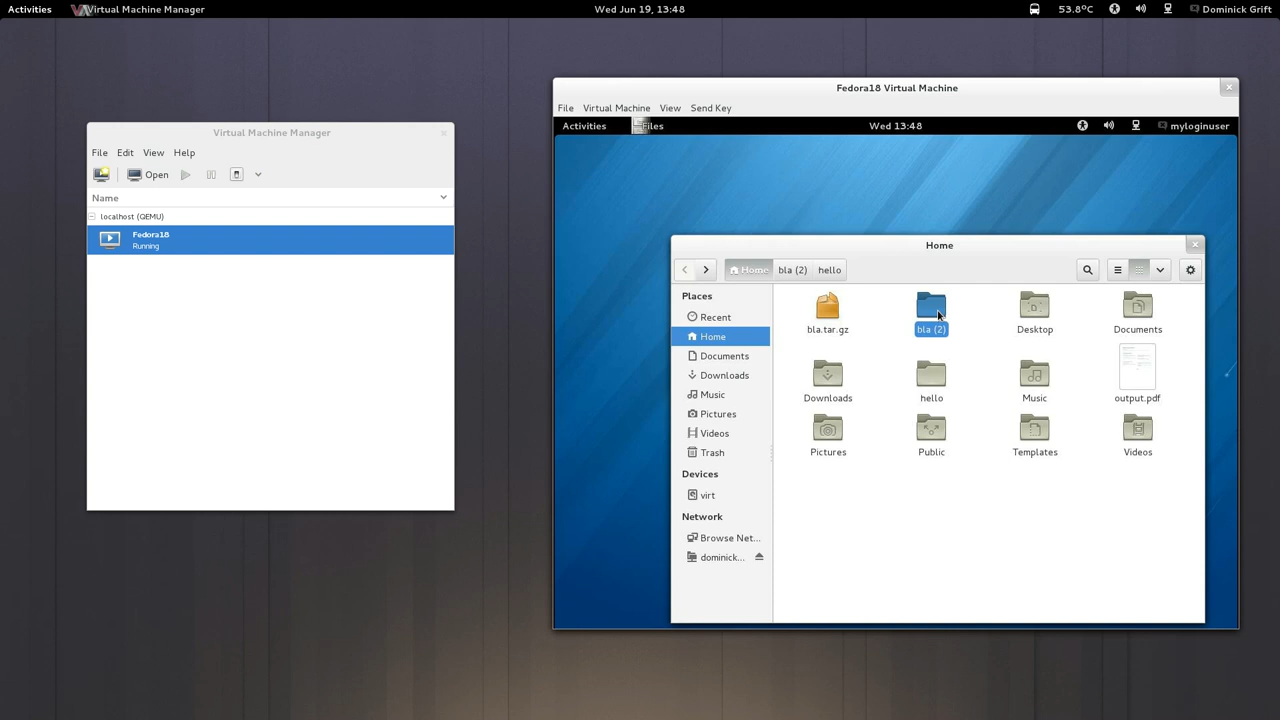 Activities Virtual Machine Manager Wed Jun 19, 13:48 53.8°C Dominick Grift
Virtual Machine Manager
File Edit View Help
Open
Name
localhost (QEMU)
Fedora18
Running
Fedora18 Virtual Machine
File Virtual Machine View Send Key
Activities Files Wed 13:48 myloginuser
Home
Home bla (2) hello
Places
Recent
Home
Documents
Downloads
Music
Pictures
Videos
Trash
Devices
virt
Network
Browse Net...
dominick...
bla.tar.gz bla (2) Desktop Documents
Downloads hello Music output.pdf
Pictures Public Templates Videos